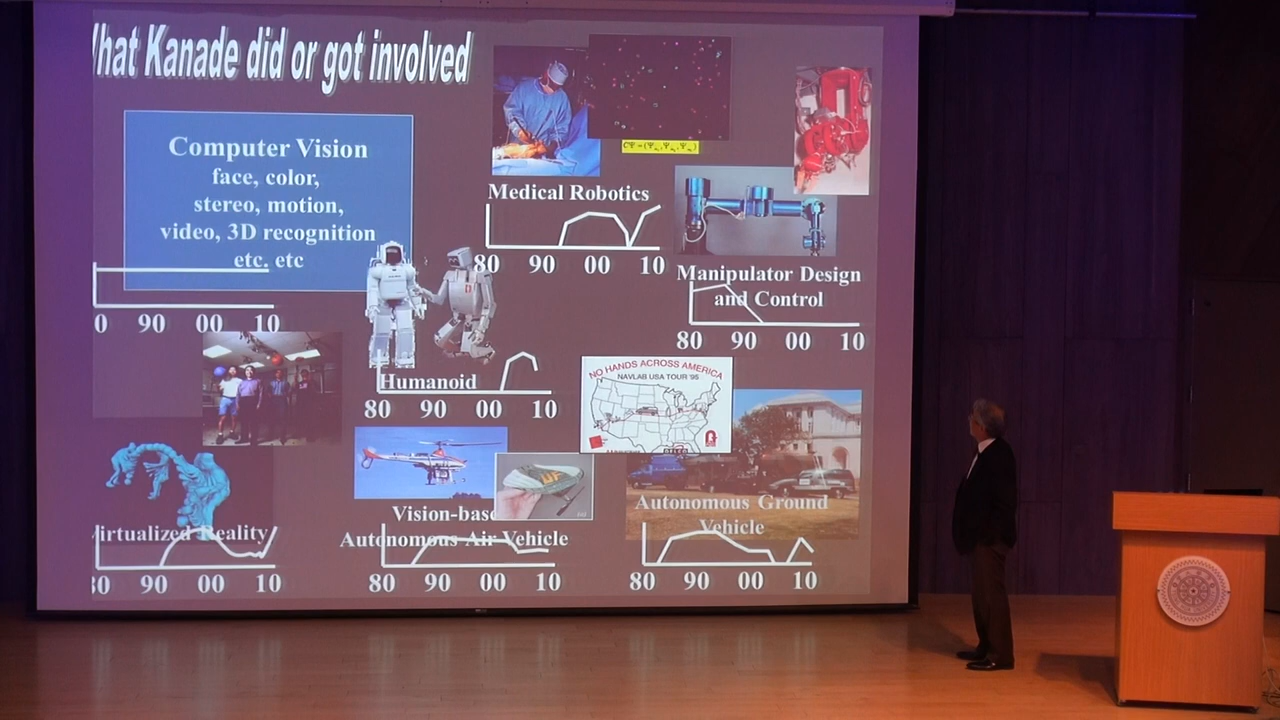 hat Kanade did or got involved
Computer Vision
face, color,
stereo, motion,
video, 3D recognition
etc. etc
0 90 00 10
Medical Robotics
80 90 00 10
Manipulator Design
and Control
80 90 00 10
Humanoid
80 90 00 10
NO HANDS ACROSS AMERICA
NAVLAB USA TOUR '95
DELCO
irtualized Reality
80 90 00 10
Vision-bas
Autonomous Air Vehicle
80 90 00 10
Autonomous Ground
Vehicle
80 90 00 10